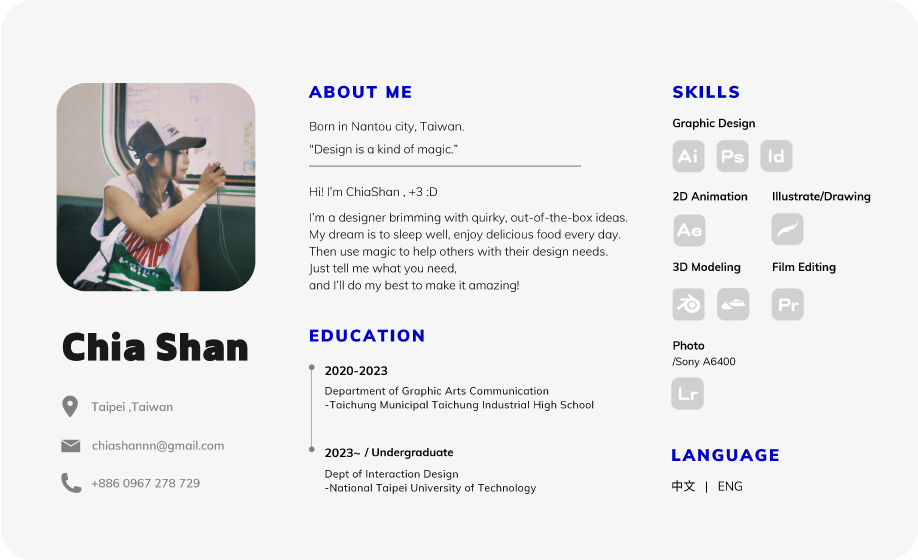 ABOUT ME
Born in Nantou city, Taiwan.
"Design is a kind of magic."
Hi! I'm ChiaShan , +3 :D
I'm a designer brimming with quirky, out-of-the-box ideas.
My dream is to sleep well, enjoy delicious food every day.
Then use magic to help others with their design needs.
Just tell me what you need,
and I'll do my best to make it amazing!
Chia Shan
Taipei ,Taiwan
chiashannn@gmail.com
+886 0967 278 729
EDUCATION
2020-2023
Department of Graphic Arts Communication
-Taichung Municipal Taichung Industrial High School
2023~ / Undergraduate
Dept of Interaction Design
-National Taipei University of Technology
SKILLS
Graphic Design
Ai Ps Id
2D Animation
Ae
Illustrate/Drawing
3D Modeling
Film Editing
Pr
Photo
/Sony A6400
Lr
LANGUAGE
中文 | ENG